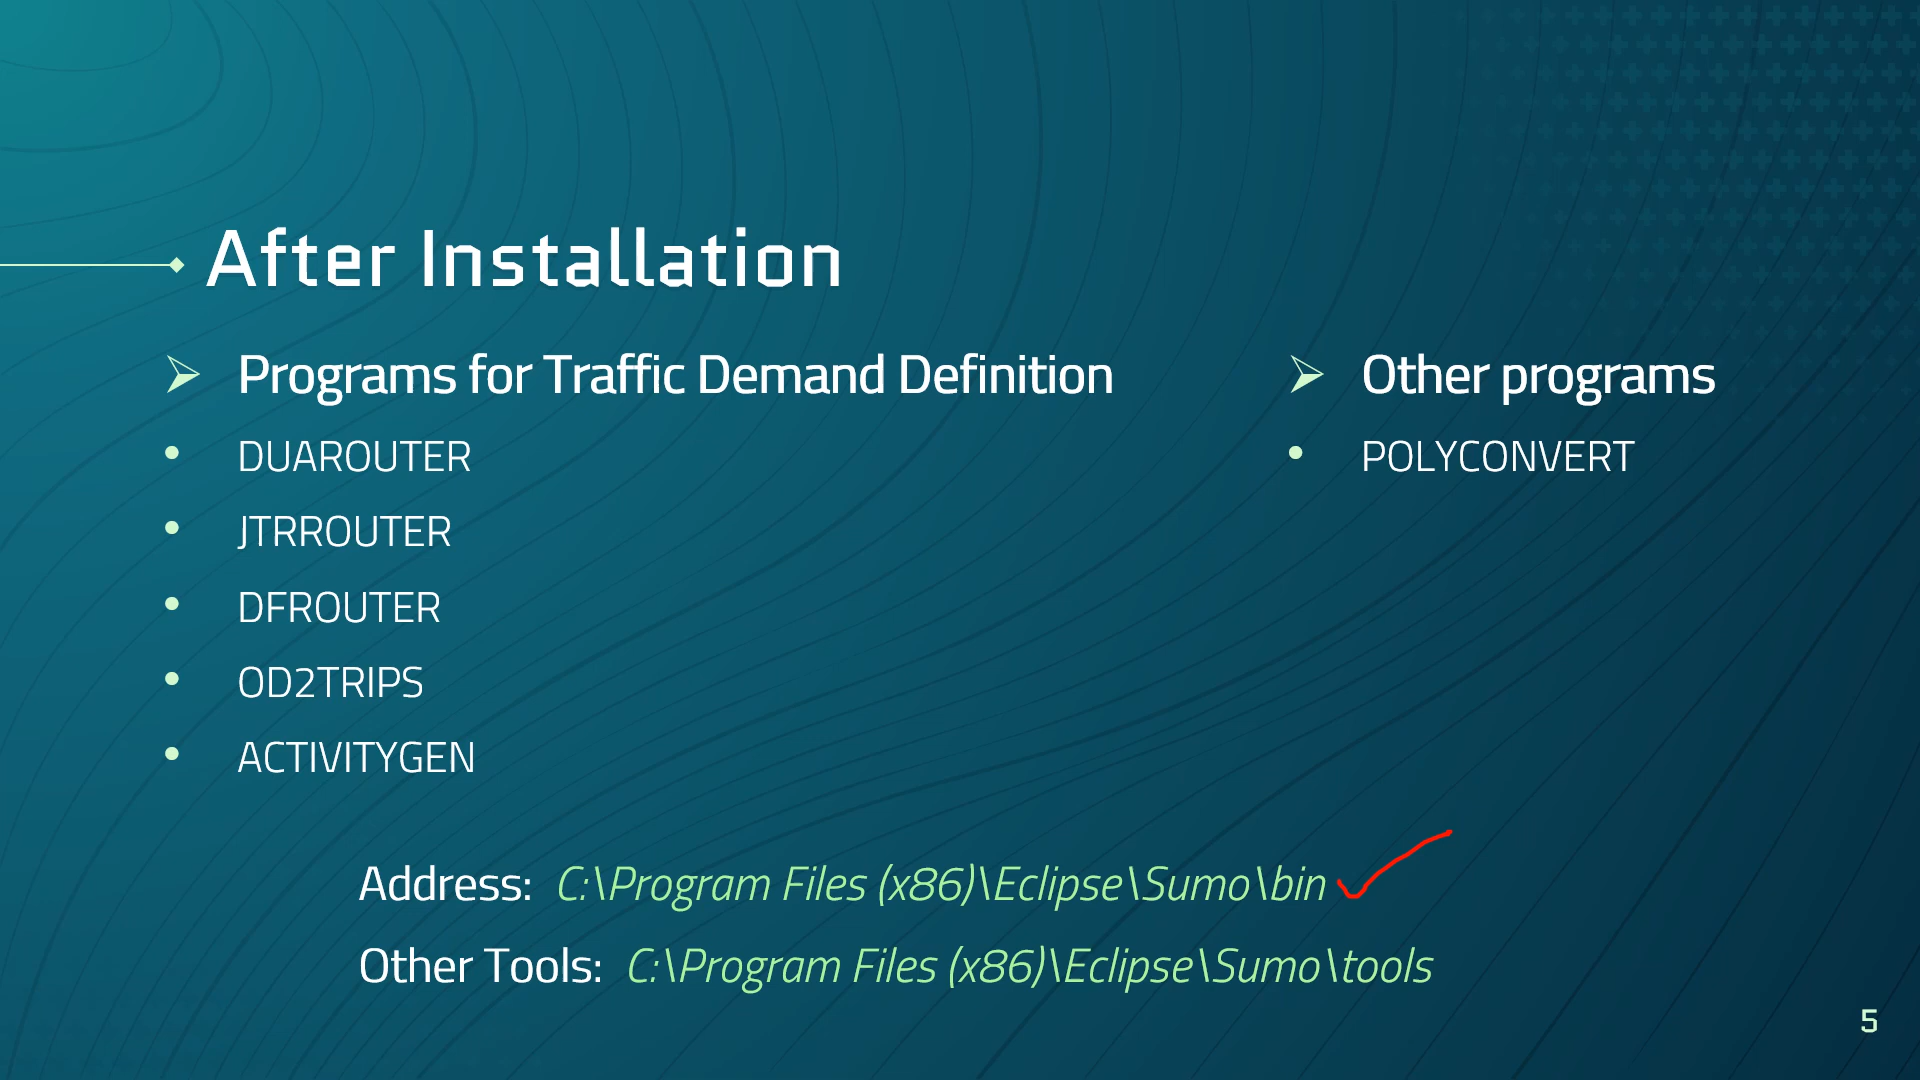 After Installation
Programs for Traffic Demand Definition
DUAROUTER
JTRROUTER
DFROUTER
OD2TRIPS
ACTIVITYGEN
Other programs
POLYCONVERT
Address: C:\Program Files (x86)\Eclipse\Sumo\bin
Other Tools: C:\Program Files (x86)\Eclipse\Sumo\tools
5